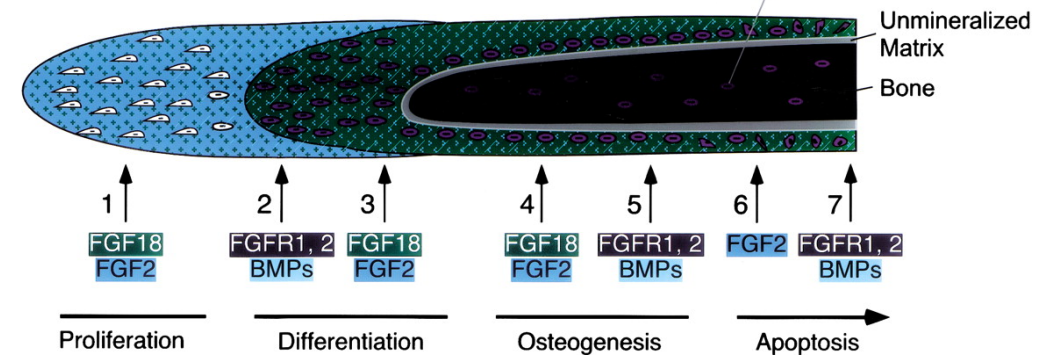 Unmineralized
Matrix
Bone
1 2 3 4 5 6 7
FGF18 FGFR1, 2 FGF18 FGF18 FGFR1, 2 FGF2 FGFR1, 2
FGF2 BMPs FGF2 FGF2 BMPs BMPs
Proliferation Differentiation Osteogenesis Apoptosis